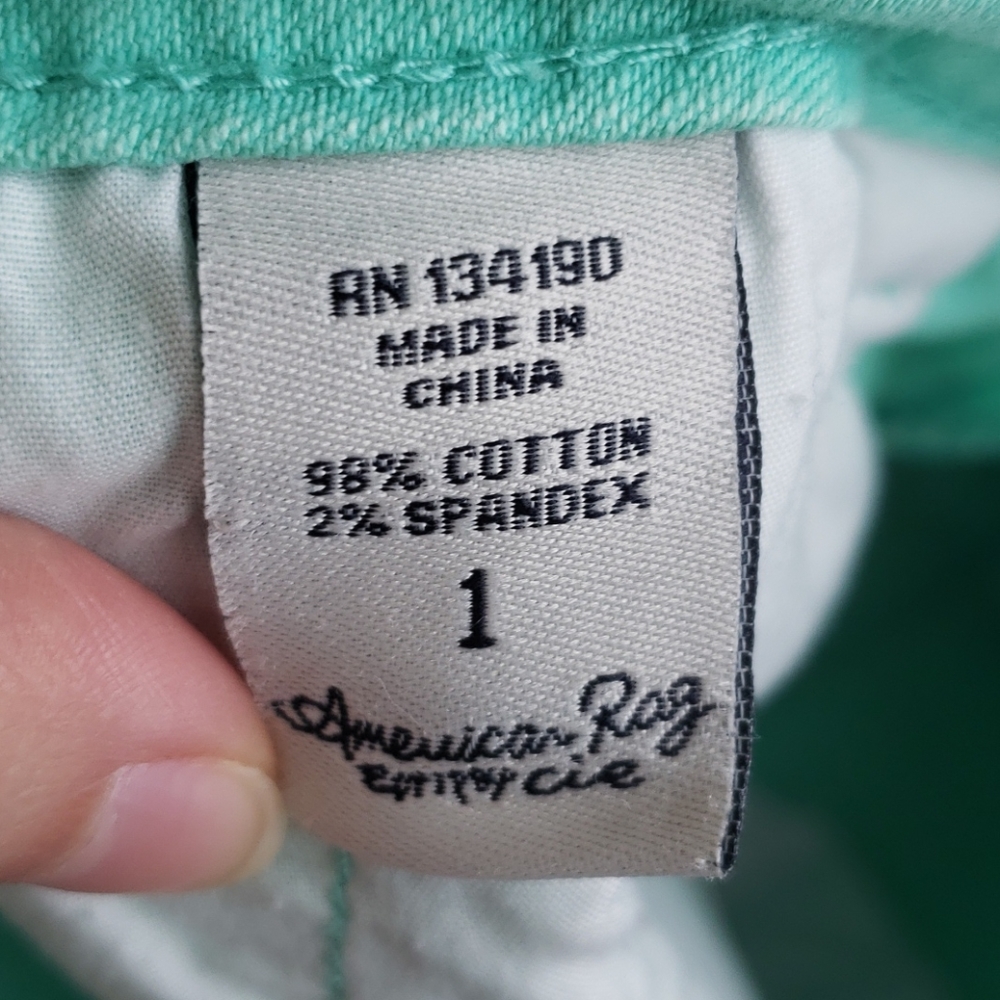 RN 134190
MADE IN
CHINA
98% COTTON
2% SPANDEX
1
American Rag
cie